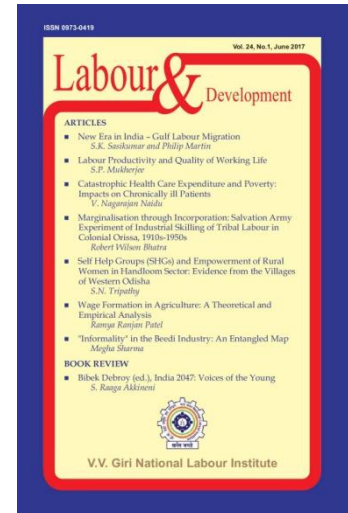 ISSN 0973-0419
Vol. 24, No.1, June 2017
Labour &
Development
ARTICLES
■ New Era in India – Gulf Labour Migration
S.K. Sasikumar and Philip Martin
■ Labour Productivity and Quality of Working Life
S.P. Mukherjee
■ Catastrophic Health Care Expenditure and Poverty:
Impacts on Chronically ill Patients
V. Nagarajan Naidu
■ Marginalisation through Incorporation: Salvation Army
Experiment of Industrial Skilling of Tribal Labour in
Colonial Orissa, 1910s-1950s
Robert Wilson Bhatra
■ Self Help Groups (SHGs) and Empowerment of Rural
Women in Handloom Sector: Evidence from the Villages
of Western Odisha
S.N. Tripathy
■ Wage Formation in Agriculture: A Theoretical and
Empirical Analysis
Ramya Ranjan Patel
■ "Informality" in the Beedi Industry: An Entangled Map
Megha Sharma
BOOK REVIEW
■ Bibek Debroy (ed.), India 2047: Voices of the Young
S. Raaga Akkineni
V.V. Giri National Labour Institute